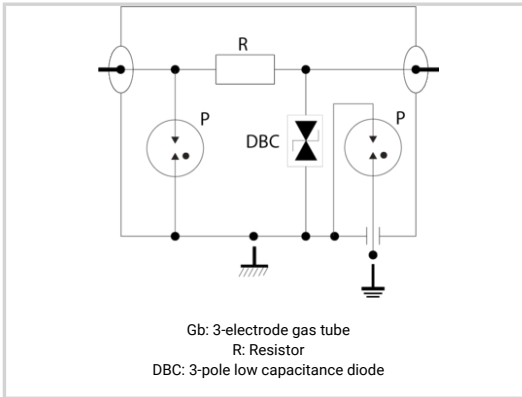 R
P
DBC
P
Gb: 3-electrode gas tube
R: Resistor
DBC: 3-pole low capacitance diode